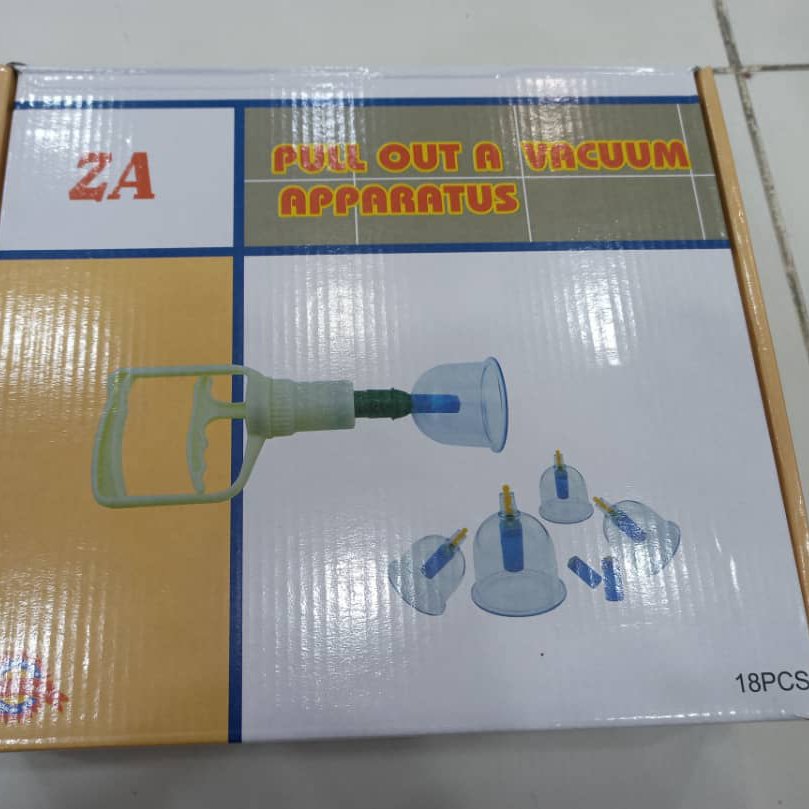 ZA
PULL OUT A VACUUM
APPARATUS
18PCS